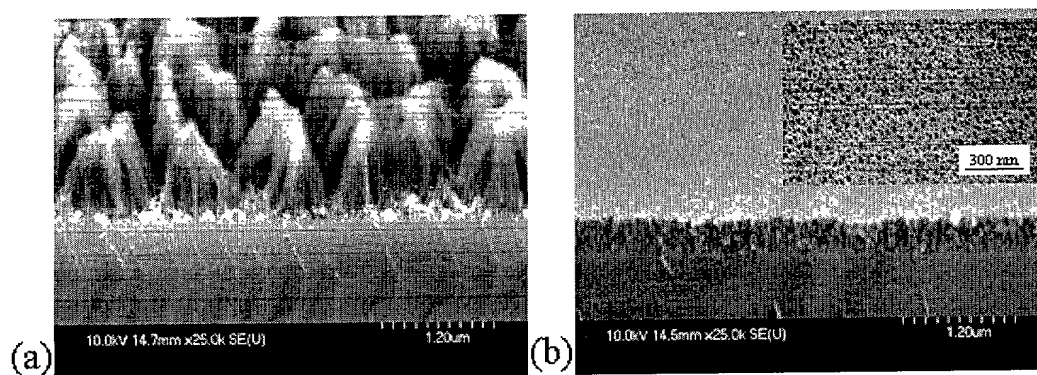 300 nm
10.0kV 14.7mm x25.0k SE(U) 1.20um
10.0kV 14.5mm x25.0k SE(U) 1.20um
(a) (b)